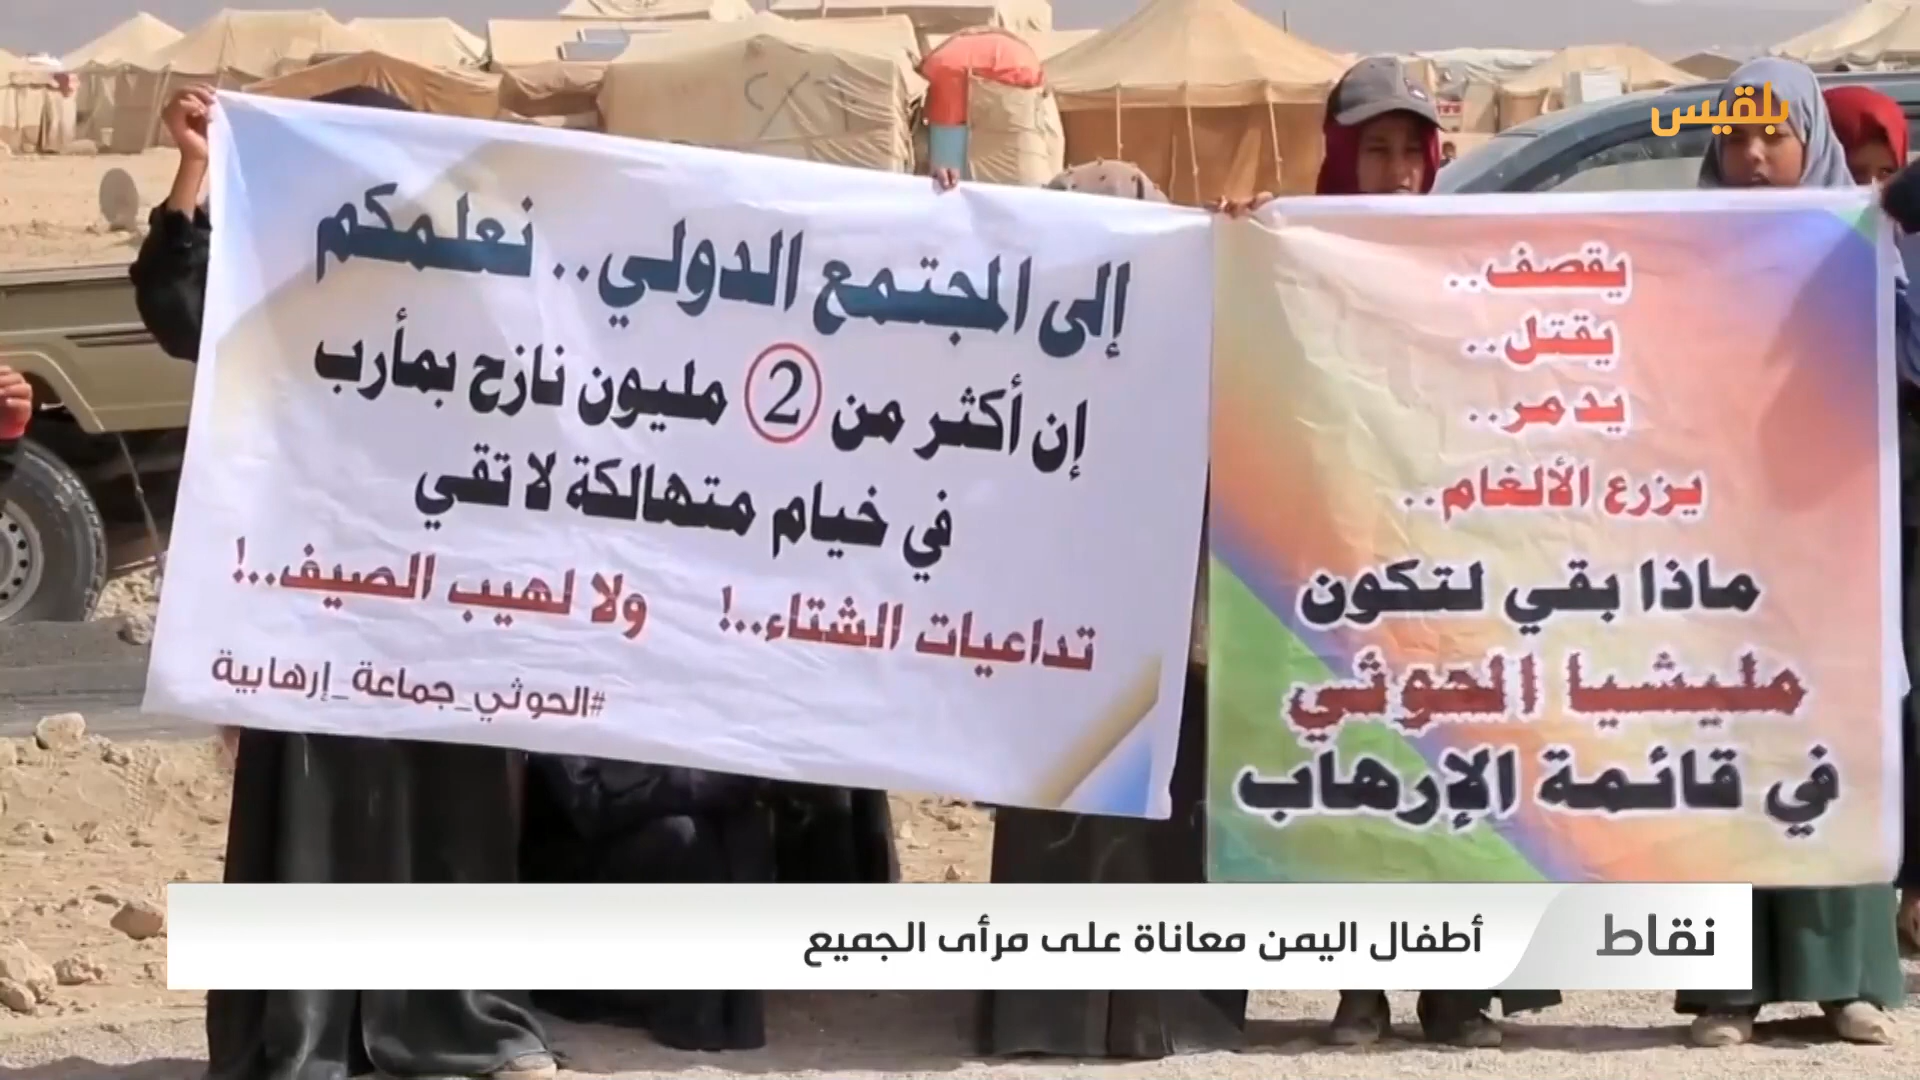 بلقيس
إلى المجتمع الدولي.. نعلمكم
إن أكثر من 2 مليون نازح بمأرب
في خيام متهالكة لا تقي
تداعيات الشتاء..! ولا لهيب الصيف..!
#الحوثي_جماعة_إرهابية
يقصف..
يقتل..
يدمر..
يزرع الألغام..
ماذا بقي لتكون
مليشيا الحوثي
في قائمة الإرهاب
نقاط
أطفال اليمن معاناة على مرأى الجميع